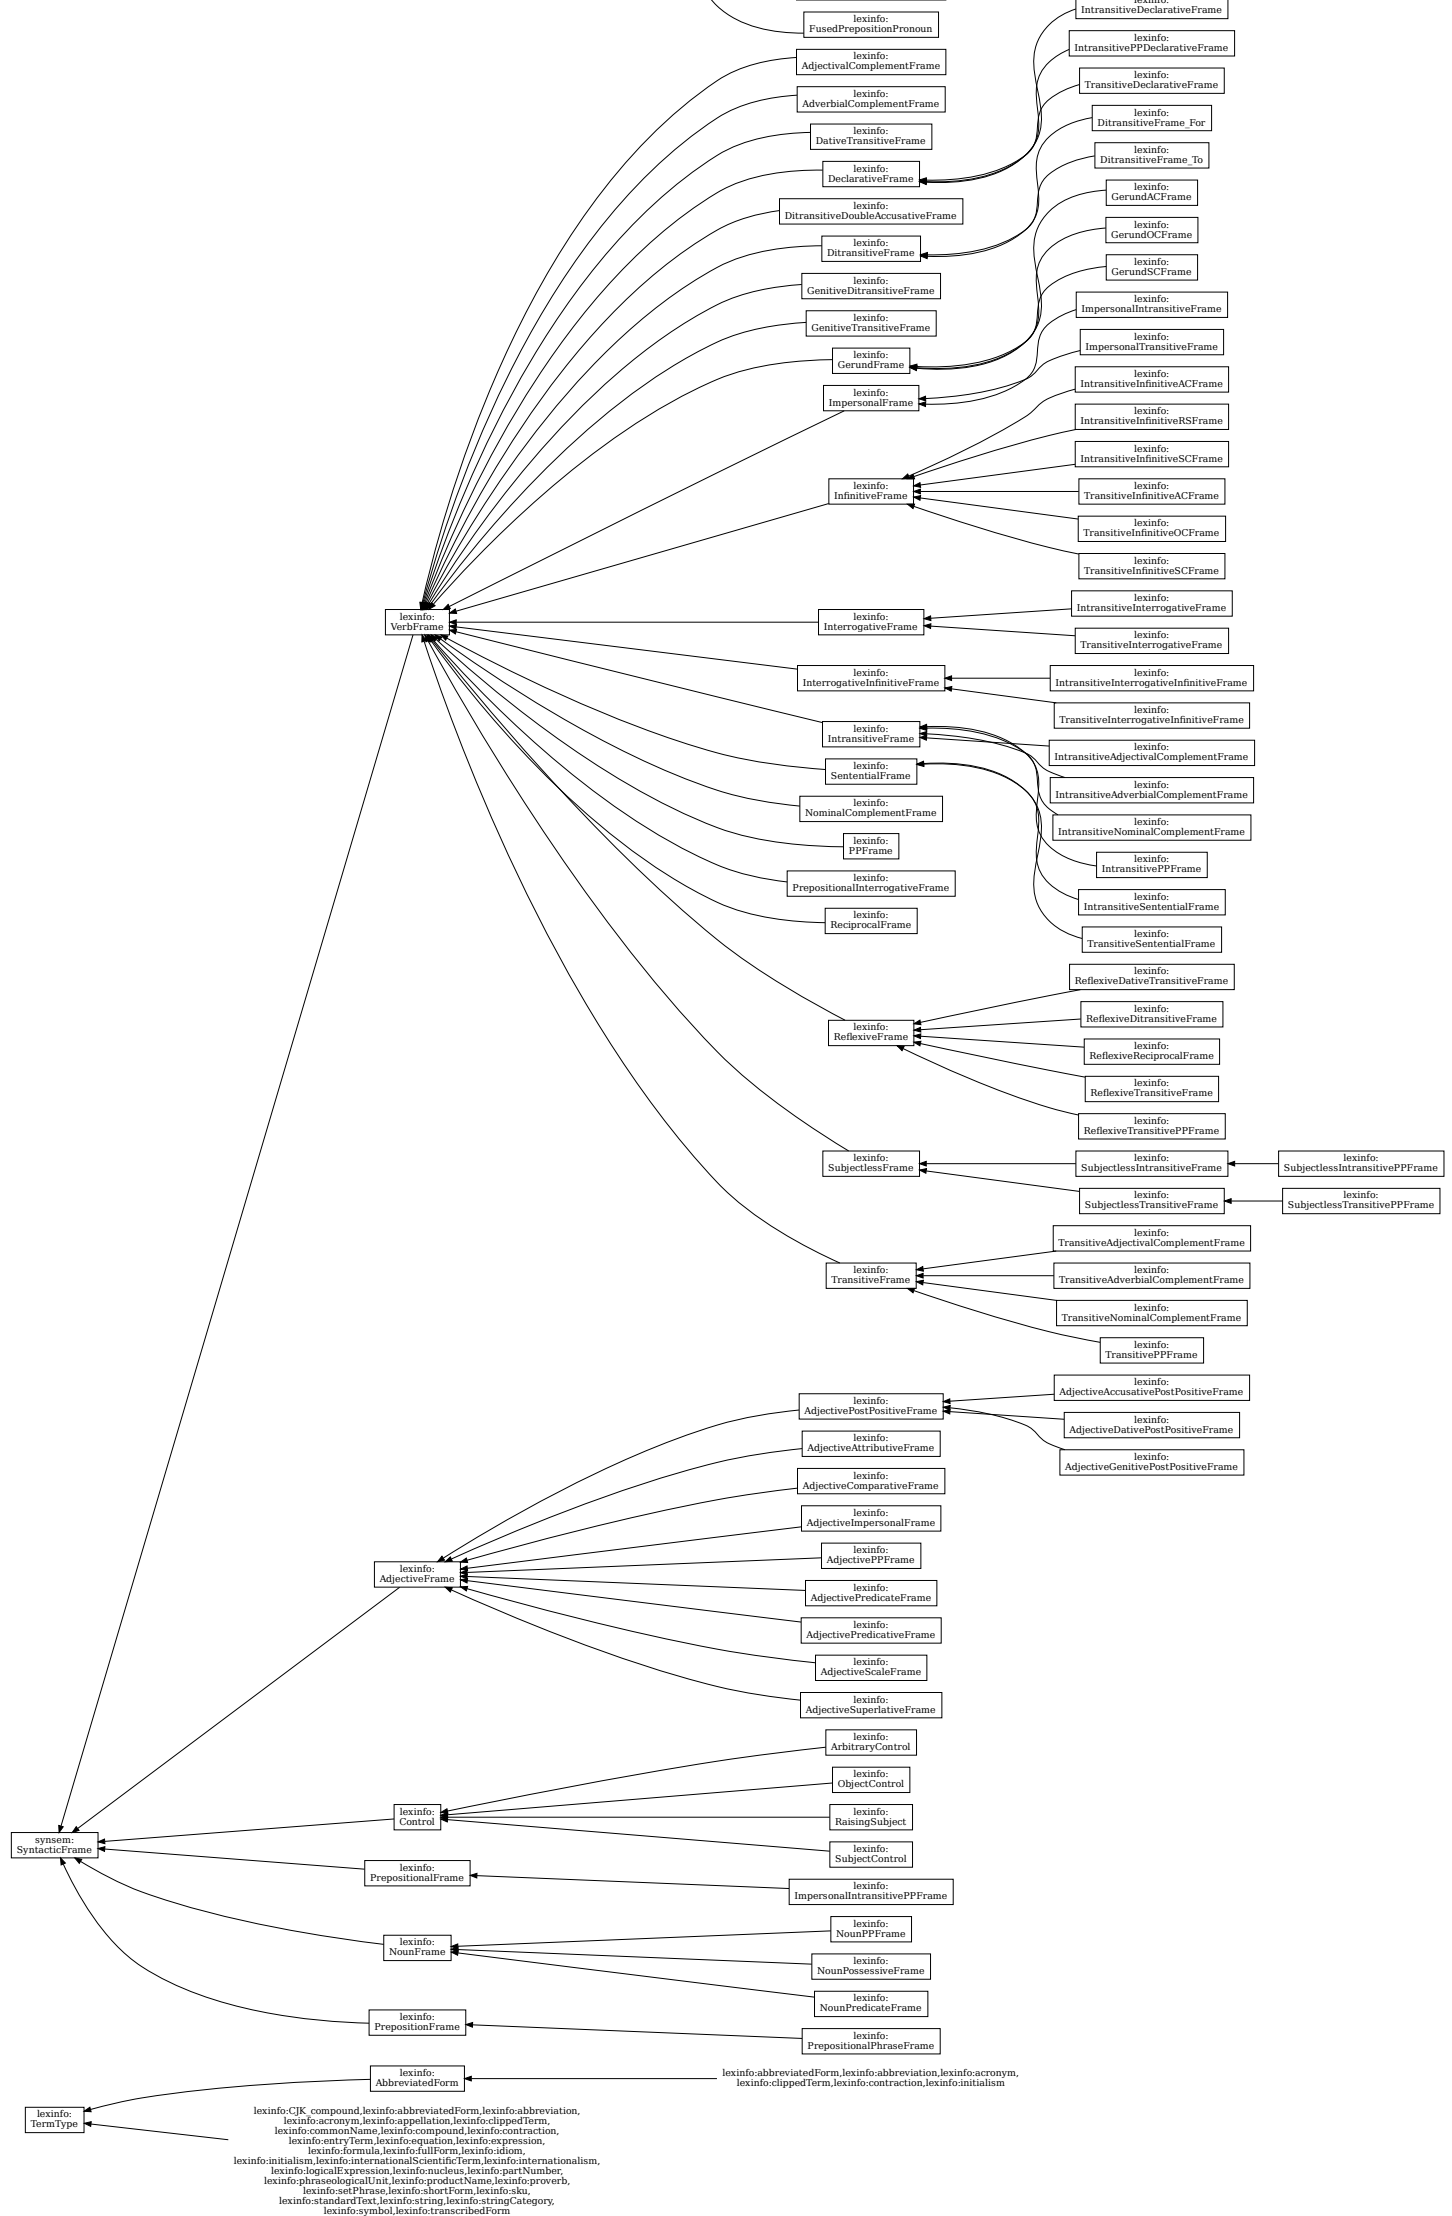 lexinfo:
IntransitiveDeclarativeFrame
lexinfo:
FusedPrepositionPronoun
lexinfo:
IntransitivePPDeclarativeFrame
lexinfo:
AdjectivalComplementFrame
lexinfo:
TransitiveDeclarativeFrame
lexinfo:
AdverbialComplementFrame
lexinfo:
DitransitiveFrame_For
lexinfo:
DativeTransitiveFrame
lexinfo:
DitransitiveFrame_To
lexinfo:
DeclarativeFrame
lexinfo:
GerundACFrame
lexinfo:
DitransitiveDoubleAccusativeFrame
lexinfo:
GerundOCFrame
lexinfo:
DitransitiveFrame
lexinfo:
GerundSCFrame
lexinfo:
GenitiveDitransitiveFrame
lexinfo:
ImpersonalIntransitiveFrame
lexinfo:
GenitiveTransitiveFrame
lexinfo:
ImpersonalTransitiveFrame
lexinfo:
GerundFrame
lexinfo:
IntransitiveInfinitiveACFrame
lexinfo:
ImpersonalFrame
lexinfo:
IntransitiveInfinitiveRSFrame
lexinfo:
IntransitiveInfinitiveSCFrame
lexinfo:
InfinitiveFrame
lexinfo:
TransitiveInfinitiveACFrame
lexinfo:
TransitiveInfinitiveOCFrame
lexinfo:
TransitiveInfinitiveSCFrame
lexinfo:
VerbFrame
lexinfo:
InterrogativeFrame
lexinfo:
IntransitiveInterrogativeFrame
lexinfo:
TransitiveInterrogativeFrame
lexinfo:
InterrogativeInfinitiveFrame
lexinfo:
IntransitiveInterrogativeInfinitiveFrame
lexinfo:
TransitiveInterrogativeInfinitiveFrame
lexinfo:
IntransitiveFrame
lexinfo:
IntransitiveAdjectivalComplementFrame
lexinfo:
SententialFrame
lexinfo:
IntransitiveAdverbialComplementFrame
lexinfo:
NominalComplementFrame
lexinfo:
IntransitiveNominalComplementFrame
lexinfo:
PPFrame
lexinfo:
IntransitivePPFrame
lexinfo:
PrepositionalInterrogativeFrame
lexinfo:
IntransitiveSententialFrame
lexinfo:
ReciprocalFrame
lexinfo:
TransitiveSententialFrame
lexinfo:
ReflexiveDativeTransitiveFrame
lexinfo:
ReflexiveDitransitiveFrame
lexinfo:
ReflexiveFrame
lexinfo:
ReflexiveReciprocalFrame
lexinfo:
ReflexiveTransitiveFrame
lexinfo:
ReflexiveTransitivePPFrame
lexinfo:
SubjectlessFrame
lexinfo:
SubjectlessIntransitiveFrame
lexinfo:
SubjectlessIntransitivePPFrame
lexinfo:
SubjectlessTransitiveFrame
lexinfo:
SubjectlessTransitivePPFrame
lexinfo:
TransitiveAdjectivalComplementFrame
lexinfo:
TransitiveFrame
lexinfo:
TransitiveAdverbialComplementFrame
lexinfo:
TransitiveNominalComplementFrame
lexinfo:
TransitivePPFrame
lexinfo:
AdjectiveAccusativePostPositiveFrame
lexinfo:
AdjectivePostPositiveFrame
lexinfo:
AdjectiveDativePostPositiveFrame
lexinfo:
AdjectiveAttributiveFrame
lexinfo:
AdjectiveGenitivePostPositiveFrame
lexinfo:
AdjectiveComparativeFrame
lexinfo:
AdjectiveImpersonalFrame
lexinfo:
AdjectivePPFrame
lexinfo:
AdjectiveFrame
lexinfo:
AdjectivePredicateFrame
lexinfo:
AdjectivePredicativeFrame
lexinfo:
AdjectiveScaleFrame
lexinfo:
AdjectiveSuperlativeFrame
lexinfo:
ArbitraryControl
lexinfo:
ObjectControl
lexinfo:
Control
lexinfo:
RaisingSubject
synsem:
SyntacticFrame
lexinfo:
SubjectControl
lexinfo:
PrepositionalFrame
lexinfo:
ImpersonalIntransitivePPFrame
lexinfo:
NounPPFrame
lexinfo:
NounFrame
lexinfo:
NounPossessiveFrame
lexinfo:
NounPredicateFrame
lexinfo:
PrepositionFrame
lexinfo:
PrepositionalPhraseFrame
lexinfo:
AbbreviatedForm
lexinfo:abbreviatedForm,lexinfo:abbreviation,lexinfo:acronym,
lexinfo:clippedTerm,lexinfo:contraction,lexinfo:initialism
lexinfo:
TermType
lexinfo:CJK_compound,lexinfo:abbreviatedForm,lexinfo:abbreviation,
lexinfo:acronym,lexinfo:appellation,lexinfo:clippedTerm,
lexinfo:commonName,lexinfo:compound,lexinfo:contraction,
lexinfo:entryTerm,lexinfo:equation,lexinfo:expression,
lexinfo:formula,lexinfo:fullForm,lexinfo:idiom,
lexinfo:initialism,lexinfo:internationalScientificTerm,lexinfo:internationalism,
lexinfo:logicalExpression,lexinfo:nucleus,lexinfo:partNumber,
lexinfo:phraseologicalUnit,lexinfo:productName,lexinfo:proverb,
lexinfo:setPhrase,lexinfo:shortForm,lexinfo:sku,
lexinfo:standardText,lexinfo:string,lexinfo:stringCategory,
lexinfo:symbol,lexinfo:transcribedForm